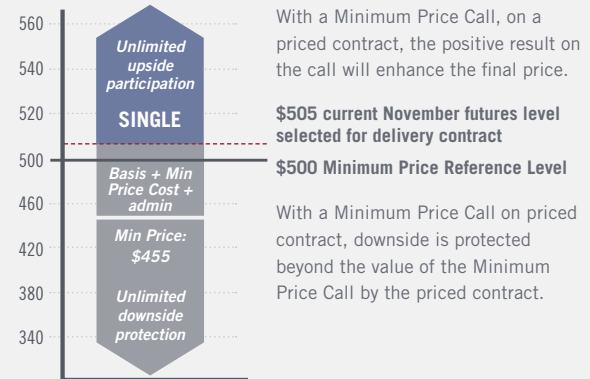 560
540
520
500
460
420
380
340
Unlimited
upside
participation
SINGLE
Basis + Min
Price Cost +
admin
Min Price:
$455
Unlimited
downside
protection
With a Minimum Price Call, on a
priced contract, the positive result on
the call will enhance the final price.
$505 current November futures level
selected for delivery contract
$500 Minimum Price Reference Level
With a Minimum Price Call on priced
contract, downside is protected
beyond the value of the Minimum
Price Call by the priced contract.